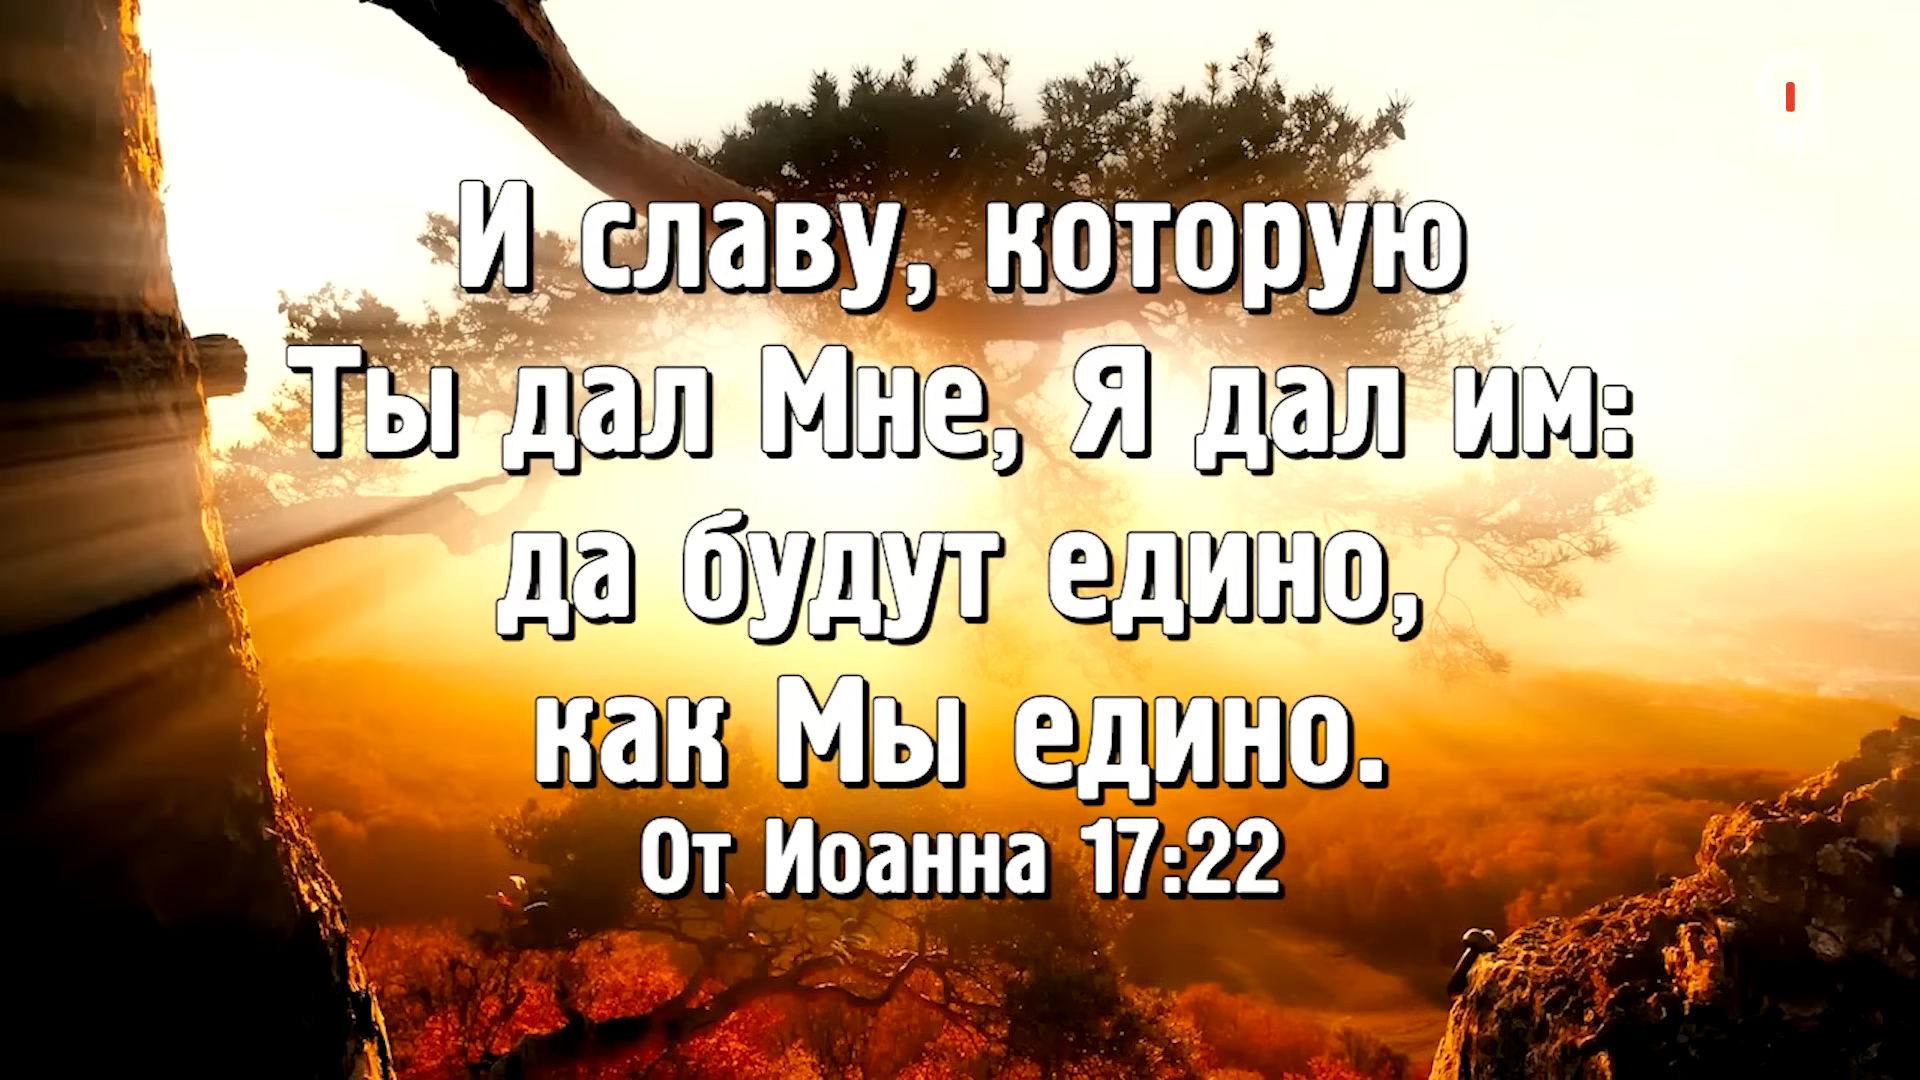 И славу, которую
Ты дал Мне, Я дал им:
да будут едино,
как Мы едино.
От Иоанна 17:22